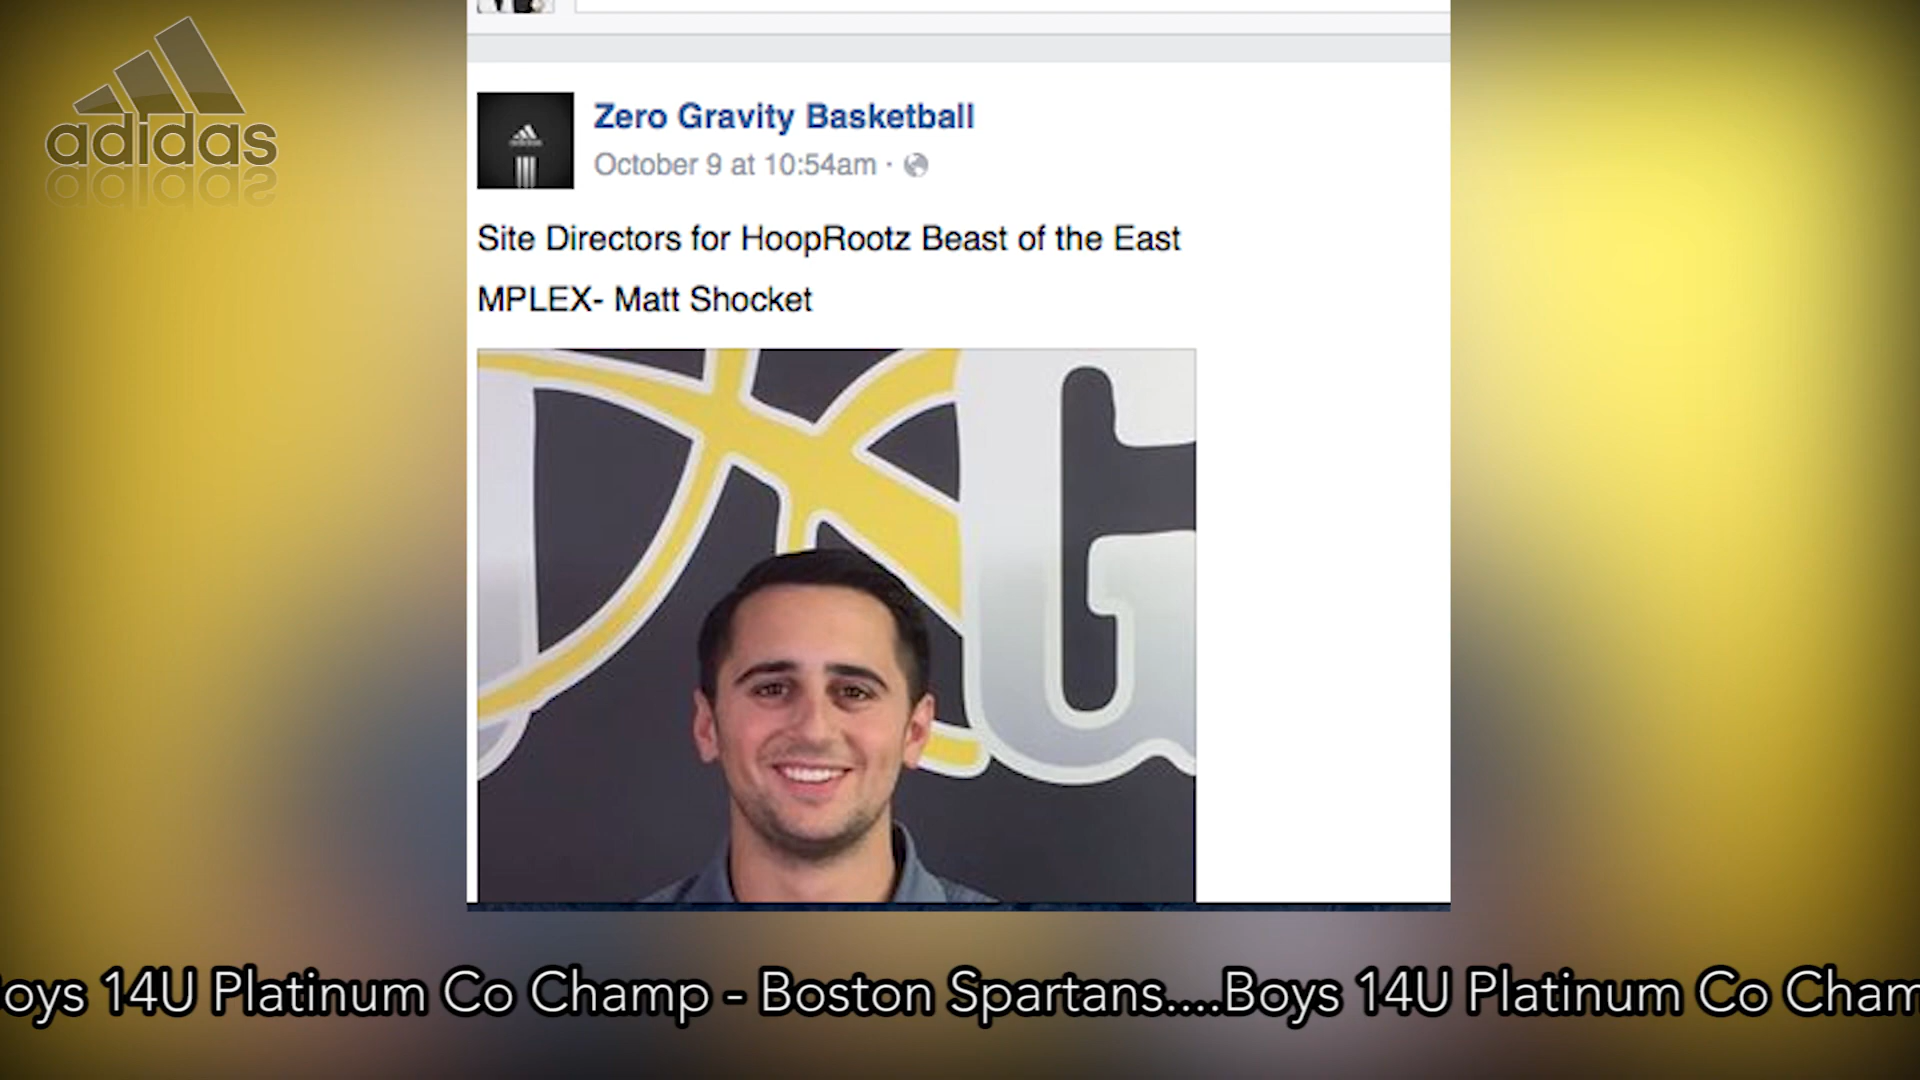 adidas
Zero Gravity Basketball
October 9 at 10:54am ·
Site Directors for HoopRootz Beast of the East
MPLEX- Matt Shocket
G
oys 14U Platinum Co Champ - Boston Spartans....Boys 14U Platinum Co Cham